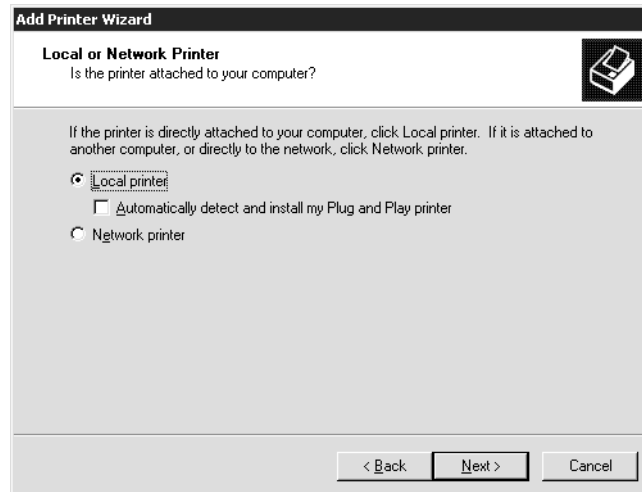 Add Printer Wizard
Local or Network Printer
Is the printer attached to your computer?
If the printer is directly attached to your computer, click Local printer. If it is attached to
another computer, or directly to the network, click Network printer.
Local printer
Automatically detect and install my Plug and Play printer
Network printer
< Back Next > Cancel